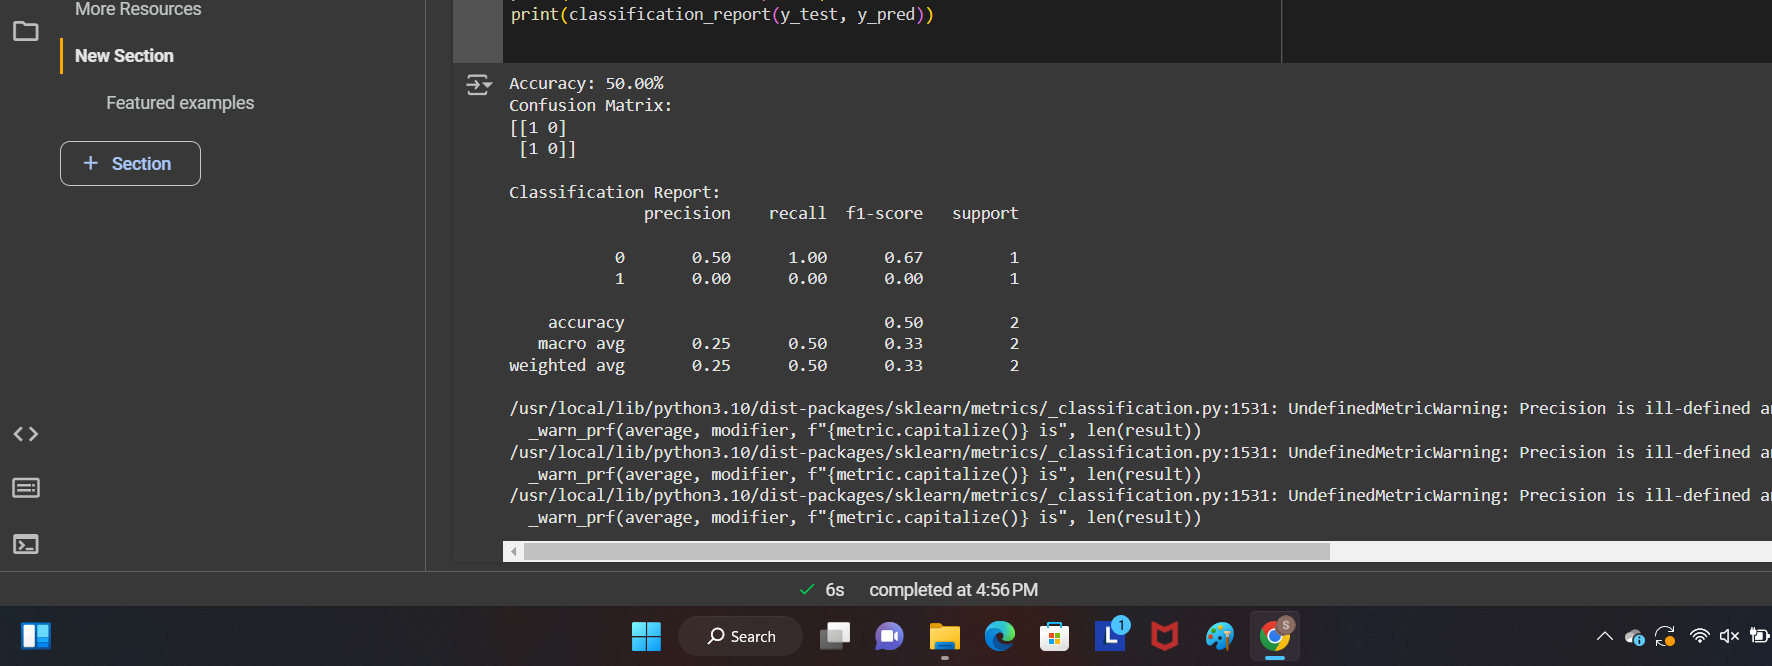 More Resources
New Section
Featured examples
+ Section
print(classification_report(y_test, y_pred))
Accuracy: 50.00%
Confusion Matrix:
[[1 0]
 [1 0]]
Classification Report:
              precision    recall  f1-score   support
           0       0.50      1.00      0.67         1
           1       0.00      0.00      0.00         1
    accuracy                           0.50         2
   macro avg       0.25      0.50      0.33         2
weighted avg       0.25      0.50      0.33         2
/usr/local/lib/python3.10/dist-packages/sklearn/metrics/_classification.py:1531: UndefinedMetricWarning: Precision is ill-defined
  _warn_prf(average, modifier, f"{metric.capitalize()} is", len(result))
/usr/local/lib/python3.10/dist-packages/sklearn/metrics/_classification.py:1531: UndefinedMetricWarning: Precision is ill-defined
  _warn_prf(average, modifier, f"{metric.capitalize()} is", len(result))
/usr/local/lib/python3.10/dist-packages/sklearn/metrics/_classification.py:1531: UndefinedMetricWarning: Precision is ill-defined
  _warn_prf(average, modifier, f"{metric.capitalize()} is", len(result))
6s completed at 4:56 PM
Search
L
1
S